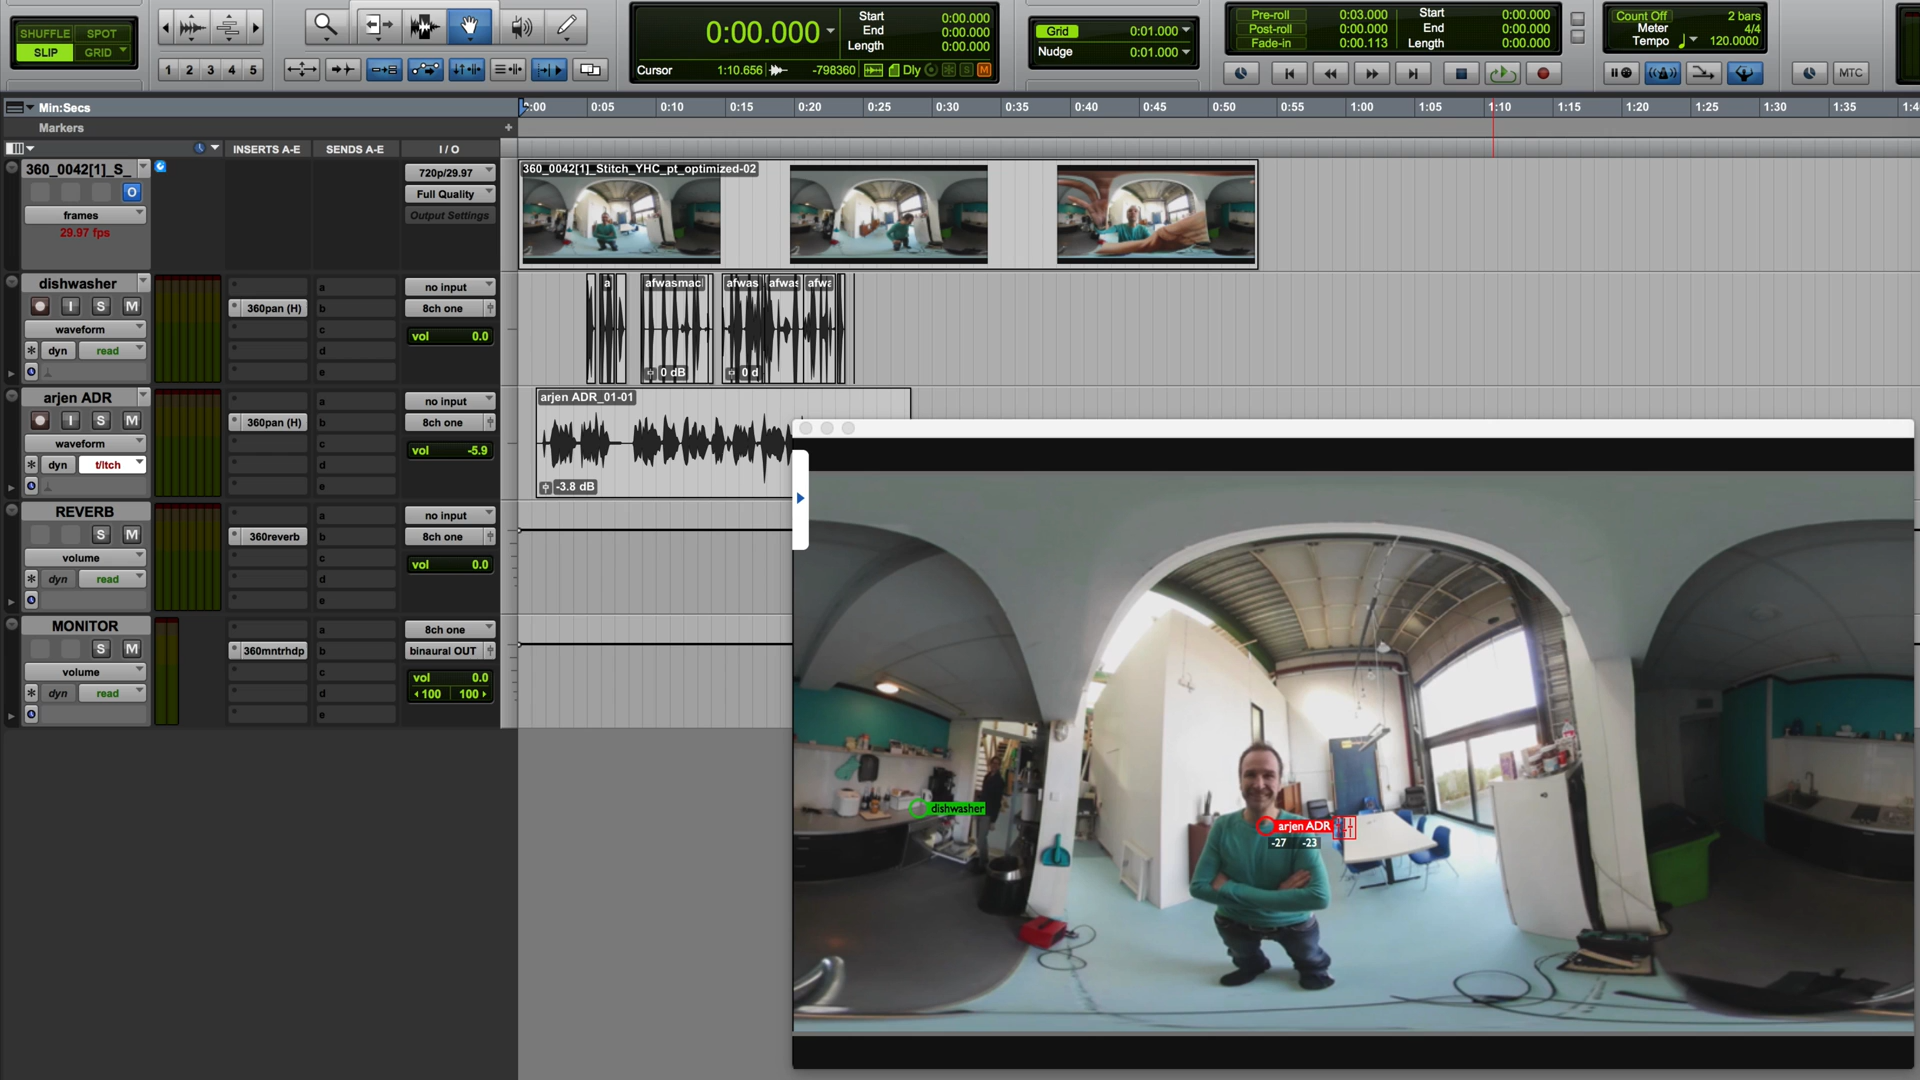 SHUFFLE SPOT
SLIP GRID
1 2 3 4 5
0:00.000
Start 0:00.000
End 0:00.000
Length 0:00.000
Cursor 1:10.656 -798360 Dly S M
Grid 0:01.000
Nudge 0:01.000
Pre-roll 0:03.000
Post-roll 0:00.000
Fade-in 0:00.113
Start 0:00.000
End 0:00.000
Length 0:00.000
Count Off 2 bars
Meter 4/4
Tempo 120.0000
MTC
Min:Secs
0:00 0:05 0:10 0:15 0:20 0:25 0:30 0:35 0:40 0:45 0:50 0:55 1:00 1:05 1:10 1:15 1:20 1:25 1:30 1:35 1:4
Markers
INSERTS A-E SENDS A-E I / O
360_0042[1]_S_
O
frames
29.97 fps
720p/29.97
Full Quality
Output Settings
360_0042[1]_Stitch_YHC_pt_optimized-02
dishwasher
I S M
waveform
dyn read
360pan (H)
a
b
c
d
e
no input
8ch one
vol 0.0
a afwasmacl afwas afwas afwa
0 dB 0 d
arjen ADR
I S M
waveform
dyn t/ltch
360pan (H)
a
b
c
d
e
no input
8ch one
vol -5.9
arjen ADR_01-01
-3.8 dB
REVERB
S M
volume
dyn read
360reverb
a
b
c
d
e
no input
8ch one
vol 0.0
MONITOR
S M
volume
dyn read
360mntrhdp
a
b
c
d
e
8ch one
binaural OUT
vol 0.0
100 100
dishwasher
arjen ADR
-27 -23